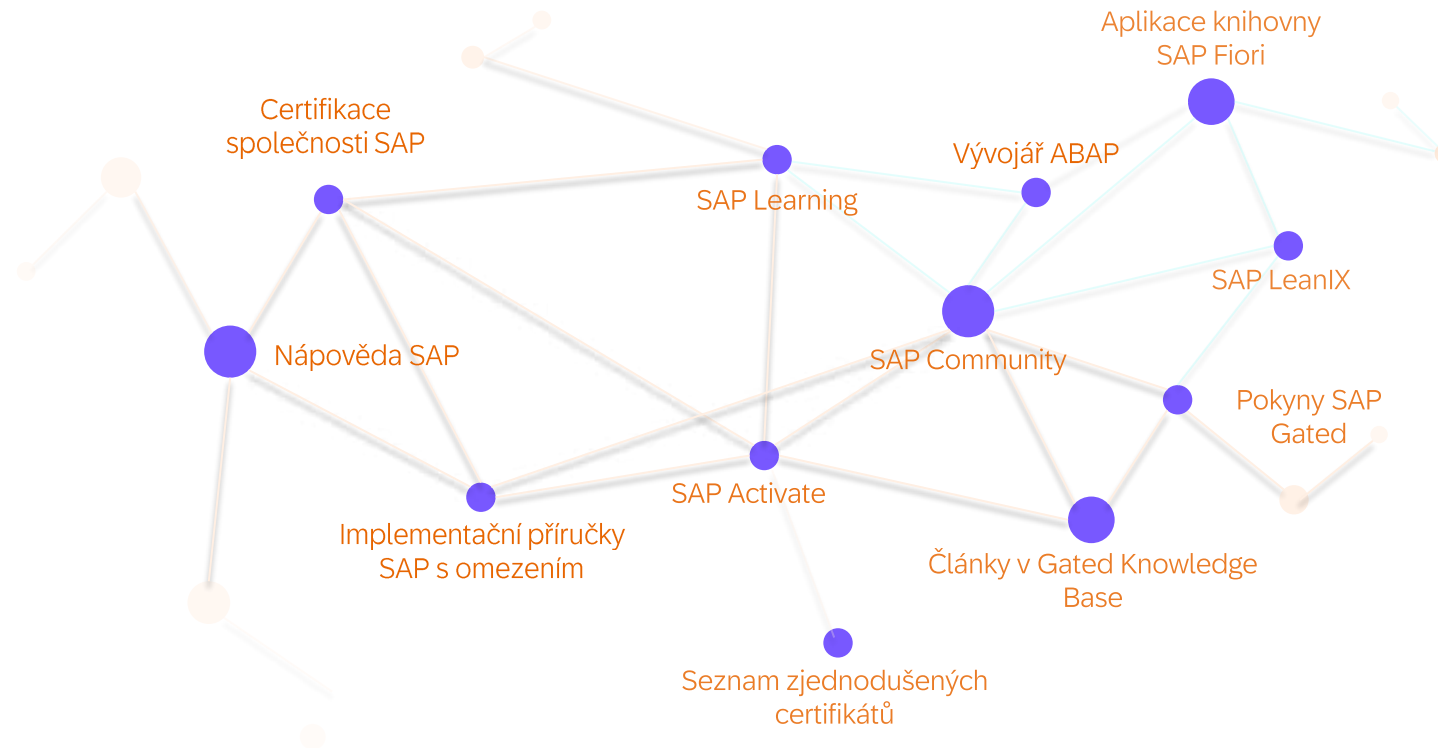 Aplikace knihovny
SAP Fiori
Certifikace
společnosti SAP
Vývojář ABAP
SAP Learning
SAP LeanIX
Nápověda SAP
SAP Community
Pokyny SAP
Gated
SAP Activate
Implementační příručky
SAP s omezením
Články v Gated Knowledge
Base
Seznam zjednodušených
certifikátů